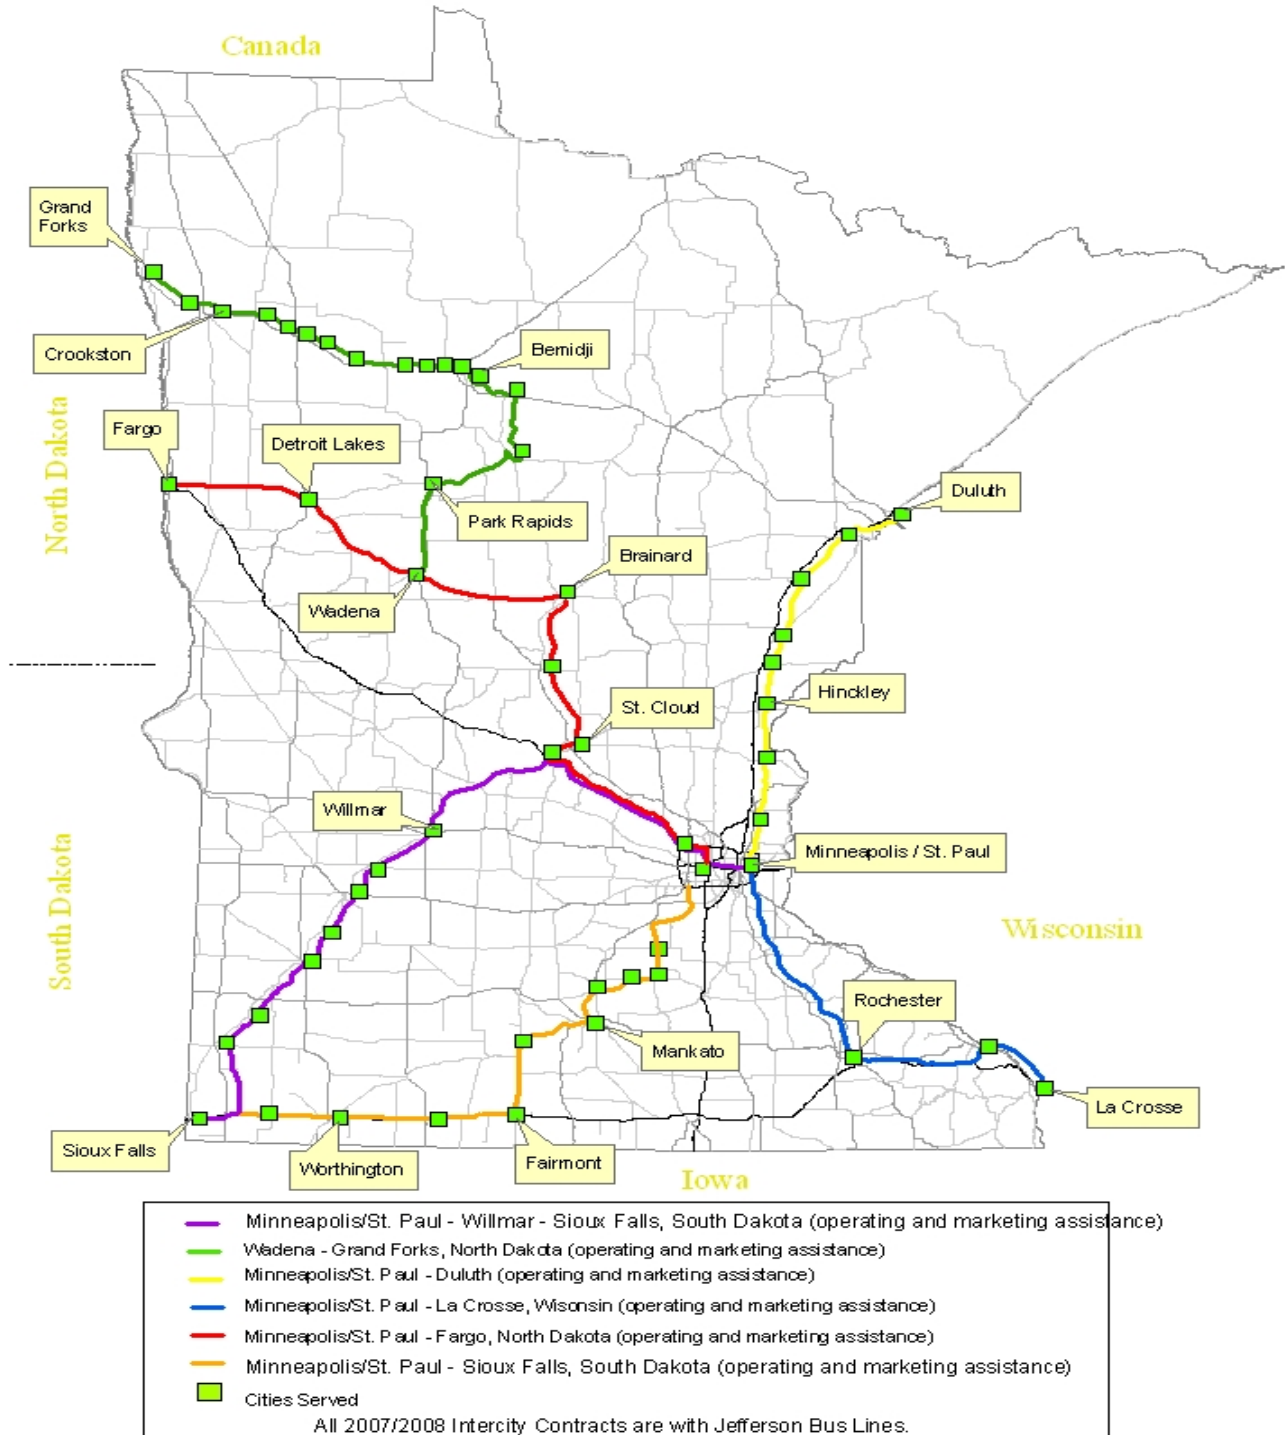 Canada
Grand
Forks
Crookston
Bemidji
North Dakota
Fargo
Detroit Lakes
Duluth
Park Rapids
Brainard
Wadena
Hinckley
St. Cloud
Willmar
Minneapolis / St. Paul
South Dakota
Wisconsin
Rochester
Mankato
La Crosse
Sioux Falls
Worthington
Fairmont
Iowa
Minneapolis/St. Paul - Willmar - Sioux Falls, South Dakota (operating and marketing assistance)
Wadena - Grand Forks, North Dakota (operating and marketing assistance)
Minneapolis/St. Paul - Duluth (operating and marketing assistance)
Minneapolis/St. Paul - La Crosse, Wisonsin (operating and marketing assistance)
Minneapolis/St. Paul - Fargo, North Dakota (operating and marketing assistance)
Minneapolis/St. Paul - Sioux Falls, South Dakota (operating and marketing assistance)
Cities Served
All 2007/2008 Intercity Contracts are with Jefferson Bus Lines.